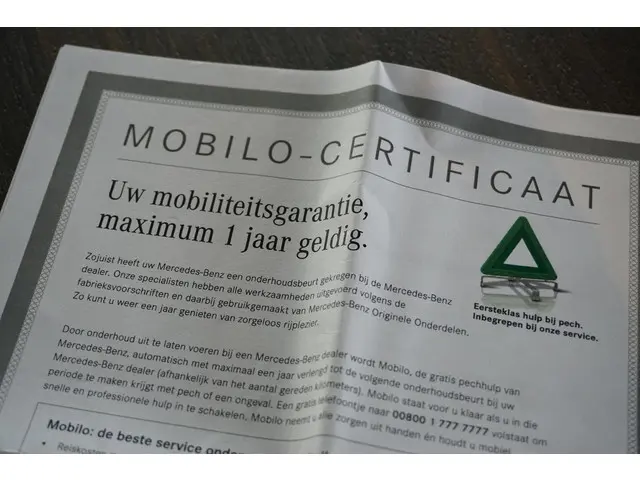 MOBILO-CERTIFICAAT
Uw mobiliteitsgarantie,
maximum 1 jaar geldig.
Zojuist heeft uw Mercedes-Benz een onderhoudsbeurt gekregen bij de Mercedes-Benz
dealer. Onze specialisten hebben alle werkzaamheden uitgevoerd volgens de
fabrieksvoorschriften en daarbij gebruikgemaakt van Mercedes-Benz Originele Onderdelen.
Zo kunt u weer een jaar genieten van zorgeloos rijplezier.
Eersteklas hulp bij pech.
Inbegrepen bij onze service.
Door onderhoud uit te laten voeren bij een Mercedes-Benz dealer wordt Mobilo, de gratis pechhulp van
Mercedes-Benz, automatisch met maximaal een jaar verlengd tot de volgende onderhoudsbeurt bij uw
Mercedes-Benz dealer (afhankelijk van het aantal gereden kilometers). Mobilo staat voor u klaar als u in die
periode te maken krijgt met pech of een ongeval. Een gratis telefoontje naar 00800 1 777 7777 volstaat om
snelle en professionele hulp in te schakelen. Mobilo neemt u alle zorgen uit handen én houdt u mobiel
Mobilo: de beste service onder
• Reiskosten